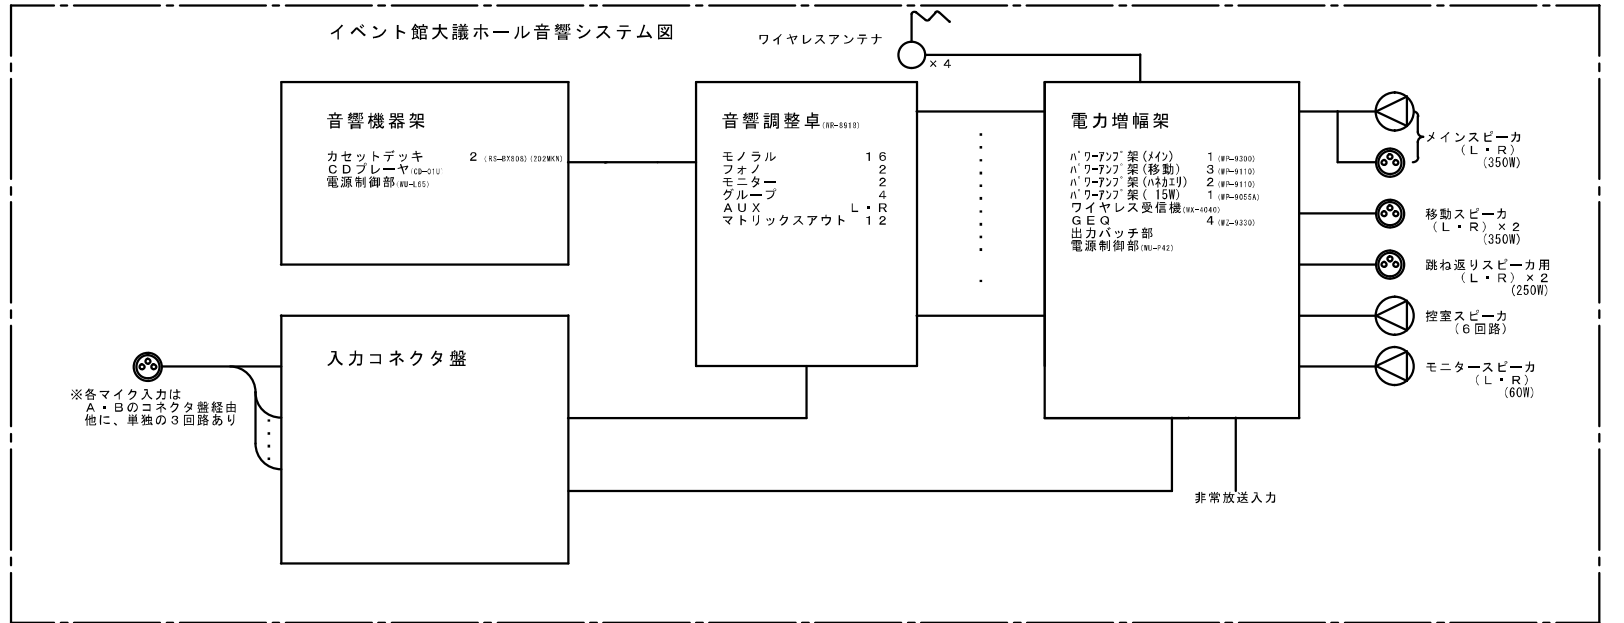 イベント館大議ホール音響システム図
ワイヤレスアンテナ
× 4
音響機器架
カセットデッキ 2 (RS-BX808) (202MKN)
CDプレーヤ(CD-01U)
電源制御部(WU-L65)
音響調整卓(WR-8918)
モノラル 16
フォノ 2
モニター 2
グループ 4
AUX L・R
マトリックスアウト 12
電力増幅架
パワーアンプ架(メイン) 1 (WP-9300)
パワーアンプ架(移動) 3 (WP-9110)
パワーアンプ架(ハネカエリ) 2 (WP-9110)
パワーアンプ架( 15W) 1 (WP-9055A)
ワイヤレス受信機(WX-4040)
GEQ 4 (WZ-9330)
出力パッチ部
電源制御部(WU-P42)
メインスピーカ
(L・R)
(350W)
移動スピーカ
(L・R)×2
(350W)
跳ね返りスピーカ用
(L・R)×2
(250W)
控室スピーカ
(6回路)
モニタースピーカ
(L・R)
(60W)
入力コネクタ盤
※各マイク入力は
A・Bのコネクタ盤経由
他に、単独の3回路あり
非常放送入力